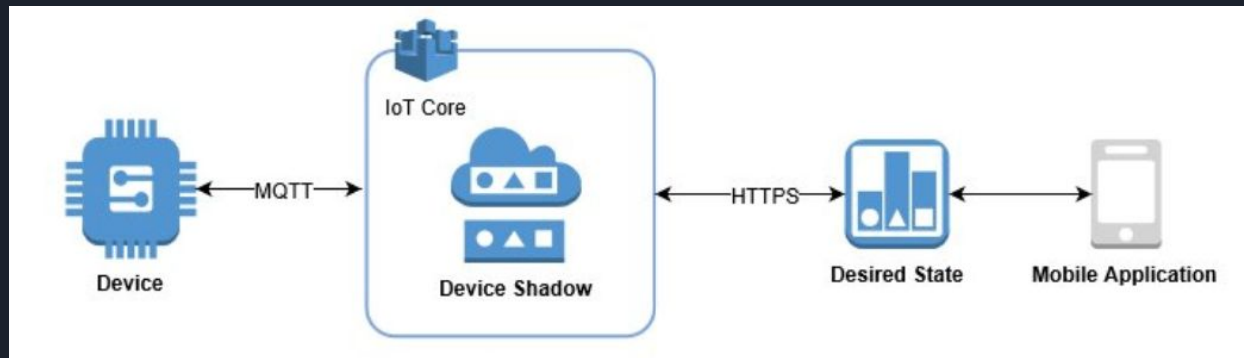 IoT Core
MQTT
HTTPS
Device
Device Shadow
Desired State
Mobile Application